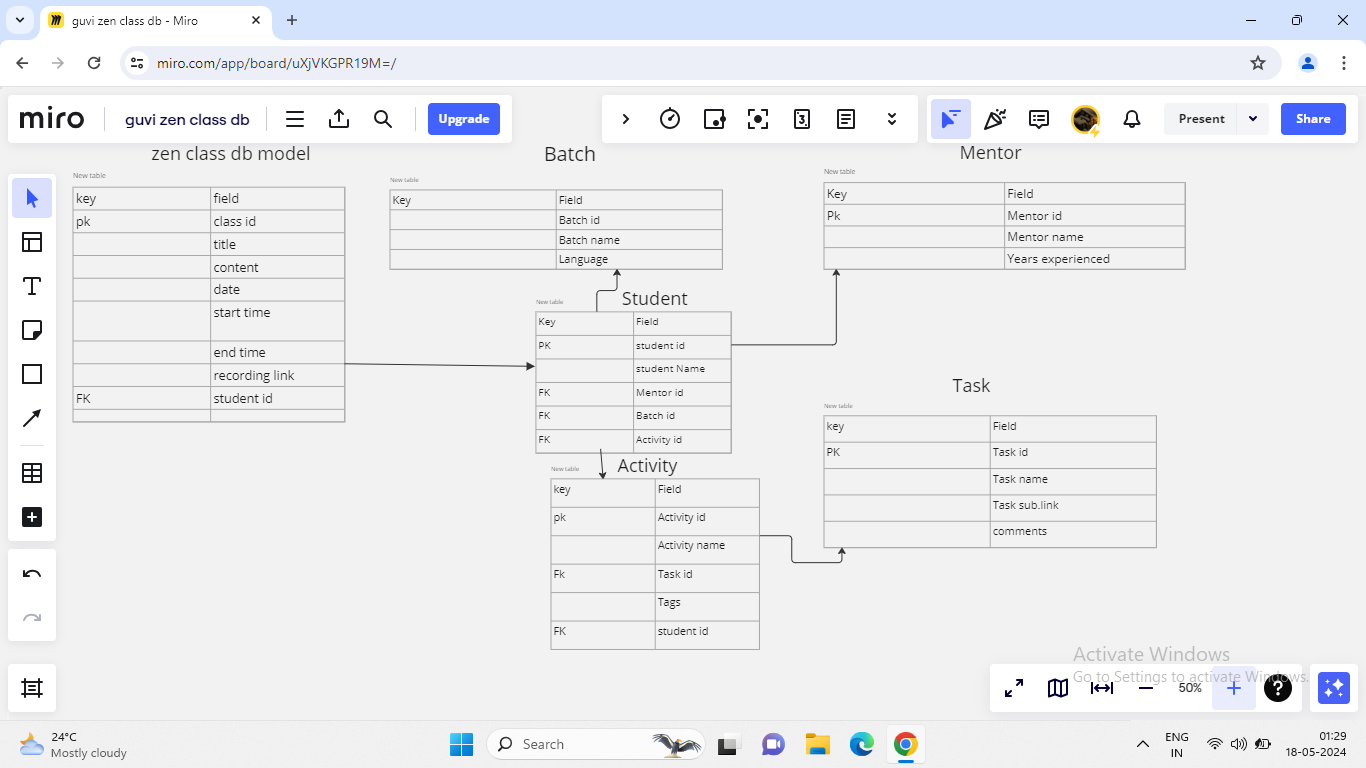 guvi zen class db - Miro
miro.com/app/board/uXjVKGPR19M=/
miro
guvi zen class db
Upgrade
3
Present
Share
zen class db model
New table
key field
pk class id
title
content
date
start time
end time
recording link
FK student id
Batch
New table
Key Field
Batch id
Batch name
Language
Mentor
New table
Key Field
Pk Mentor id
Mentor name
Years experienced
Student
New table
Key Field
PK student id
student Name
FK Mentor id
FK Batch id
FK Activity id
Task
New table
key Field
PK Task id
Task name
Task sub.link
comments
Activity
New table
key Field
pk Activity id
Activity name
Fk Task id
Tags
FK student id
Activate Windows
Go to Settings to activate Windows.
50%
24°C
Mostly cloudy
Search
ENG
IN
01:29
18-05-2024